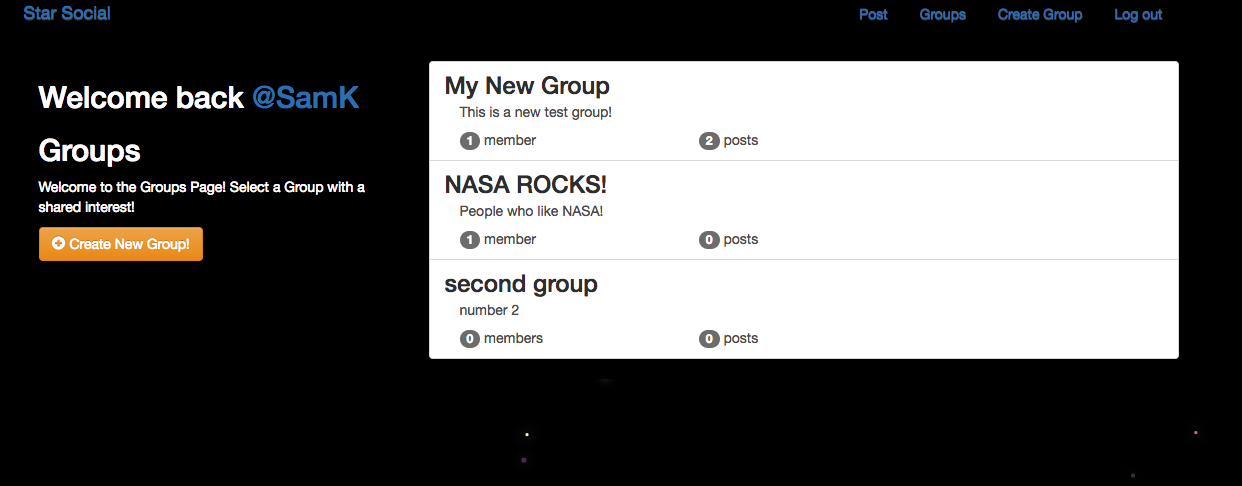 Star Social
Post Groups Create Group Log out
Welcome back @SamK
Groups
Welcome to the Groups Page! Select a Group with a
shared interest!
Create New Group!
My New Group
This is a new test group!
1 member 2 posts
NASA ROCKS!
People who like NASA!
1 member 0 posts
second group
number 2
0 members 0 posts